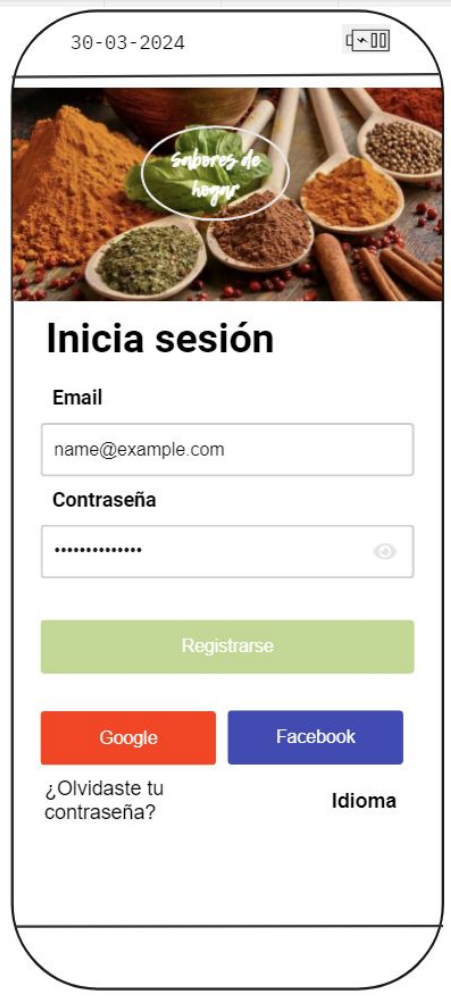 30-03-2024
Sabores de
hogar
Inicia sesión
Email
name@example.com
Contraseña
••••••••••••••
Registrarse
Google
Facebook
¿Olvidaste tu
contraseña?
Idioma